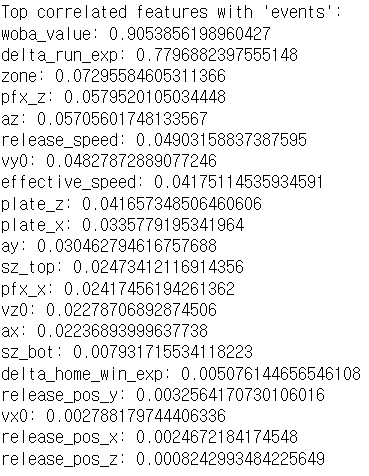 Top correlated features with 'events':
woba_value: 0.9053856198960427
delta_run_exp: 0.7796882397555148
zone: 0.07295584605311366
pfx_z: 0.0579520105034448
az: 0.05705601748133567
release_speed: 0.04903158837387595
vy0: 0.04827872889077246
effective_speed: 0.04175114535934591
plate_z: 0.041657348506460606
plate_x: 0.0335779195341964
ay: 0.030462794616757688
sz_top: 0.02473412116914356
pfx_x: 0.02417456194261362
vz0: 0.02278706892874506
ax: 0.02236893999637738
sz_bot: 0.007931715534118223
delta_home_win_exp: 0.005076144656546108
release_pos_y: 0.0032564170730106016
vx0: 0.002788179744406336
release_pos_x: 0.0024672184174548
release_pos_z: 0.0008242993484225649